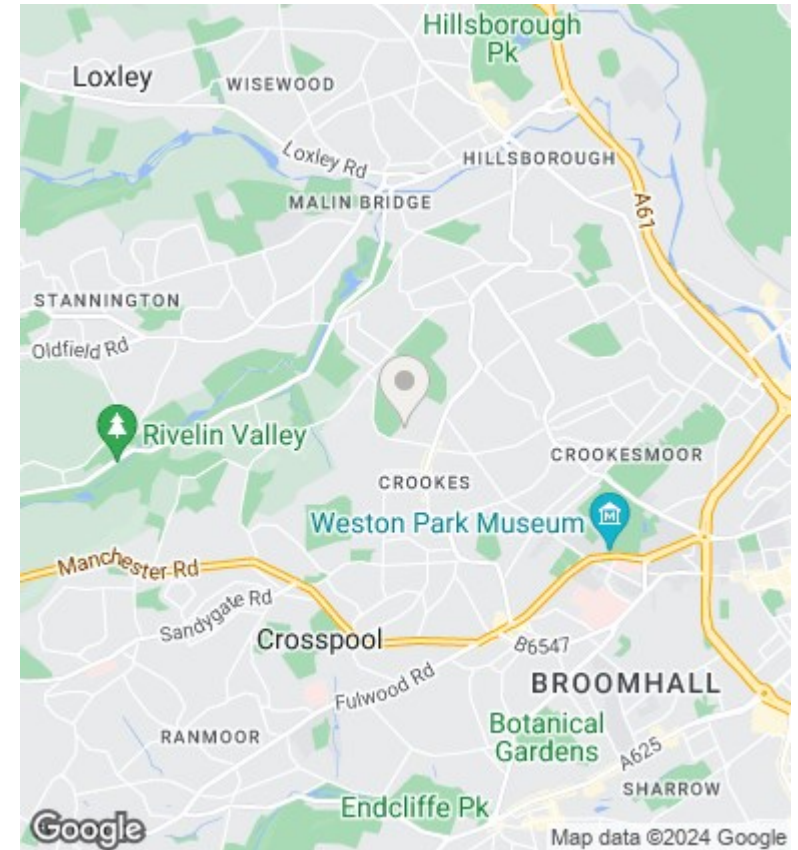 Hillsborough
Pk
Loxley
WISEWOOD
Loxley Rd
HILLSBOROUGH
MALIN BRIDGE
A61
STANNINGTON
Oldfield Rd
Rivelin Valley
CROOKESMOOR
CROOKES
Weston Park Museum
M
Manchester Rd
Sandygate Rd
Crosspool
B6547
Fulwood Rd
BROOMHALL
RANMOOR
Botanical
Gardens
A625
SHARROW
Endcliffe Pk
Google
Map data ©2024 Google